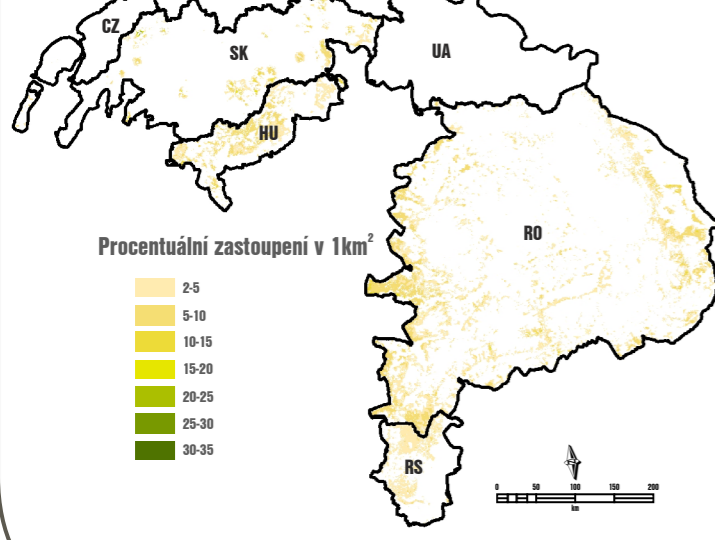 CZ
SK
UA
HU
RO
Procentuální zastoupení v 1km²
2-5
5-10
10-15
15-20
20-25
25-30
30-35
RS
0 50 100 150 200
km